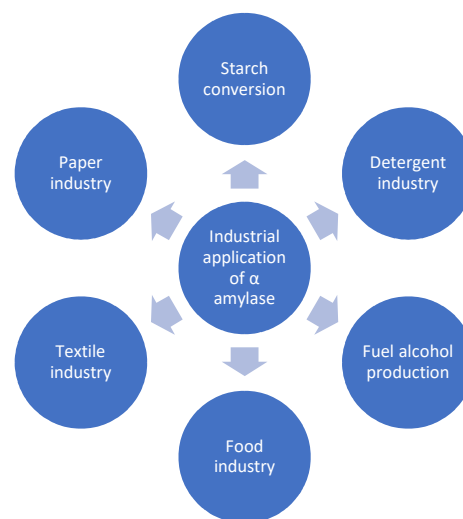 Starch
conversion
Paper
industry
Detergent
industry
Industrial
application
of α
amylase
Textile
industry
Fuel alcohol
production
Food
industry